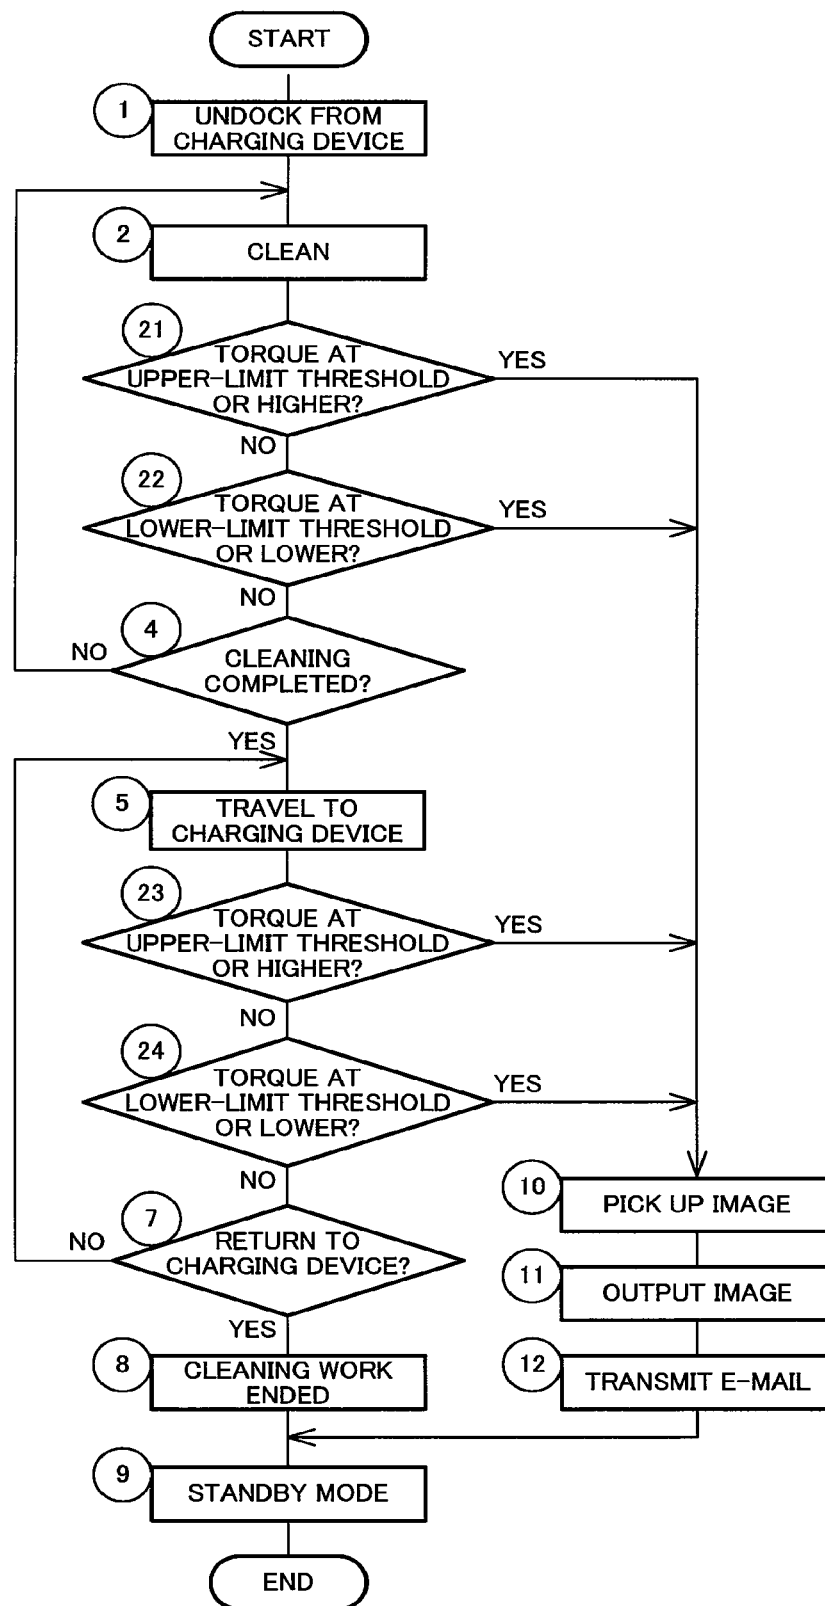 START
1
UNDOCK FROM
CHARGING DEVICE
2
CLEAN
21
TORQUE AT
UPPER-LIMIT THRESHOLD
OR HIGHER?
YES
NO
22
TORQUE AT
LOWER-LIMIT THRESHOLD
OR LOWER?
YES
NO
4
CLEANING
COMPLETED?
NO
YES
5
TRAVEL TO
CHARGING DEVICE
23
TORQUE AT
UPPER-LIMIT THRESHOLD
OR HIGHER?
YES
NO
24
TORQUE AT
LOWER-LIMIT THRESHOLD
OR LOWER?
YES
NO
7
RETURN TO
CHARGING DEVICE?
NO
YES
10
PICK UP IMAGE
11
OUTPUT IMAGE
12
TRANSMIT E-MAIL
8
CLEANING WORK
ENDED
9
STANDBY MODE
END